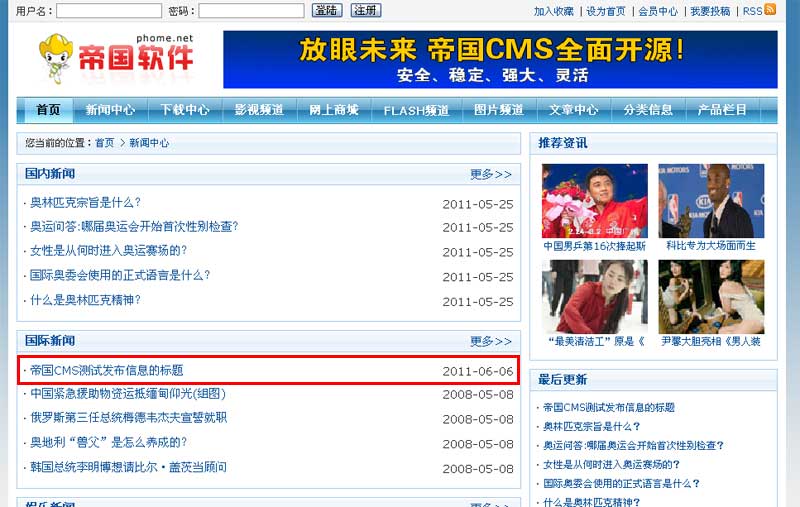 用户名： 密码： 登陆 注册 加入收藏 | 设为首页 | 会员中心 | 我要投稿 | RSS
phome.net
帝国软件
放眼未来 帝国CMS全面开源！
安全、稳定、强大、灵活
首页 新闻中心 下载中心 影视频道 网上商城 FLASH频道 图片频道 文章中心 分类信息 产品栏目
您当前的位置：首页 > 新闻中心
国内新闻 更多>>
· 奥林匹克宗旨是什么? 2011-05-25
· 奥运问答:哪届奥运会开始首次性别检查? 2011-05-25
· 女性是从何时进入奥运赛场的? 2011-05-25
· 国际奥委会使用的正式语言是什么? 2011-05-25
· 什么是奥林匹克精神? 2011-05-25
国际新闻 更多>>
· 帝国CMS测试发布信息的标题 2011-06-06
· 中国紧急援助物资运抵缅甸仰光(组图) 2008-05-08
· 俄罗斯第三任总统梅德韦杰夫宣誓就职 2008-05-08
· 奥地利“兽父”是怎么养成的? 2008-05-08
· 韩国总统李明博想请比尔·盖茨当顾问 2008-05-08
娱乐新闻 更多>>
推荐资讯
中国男乒第16次捧起斯 科比专为大场面而生
“最美清洁工”原是《 尹馨大胆亮相《男人装
最后更新
· 帝国CMS测试发布信息的标题
· 奥林匹克宗旨是什么?
· 奥运问答:哪届奥运会开始首次性别检查?
· 女性是从何时进入奥运赛场的?
· 国际奥委会使用的正式语言是什么?
· 什么是奥林匹克精神?